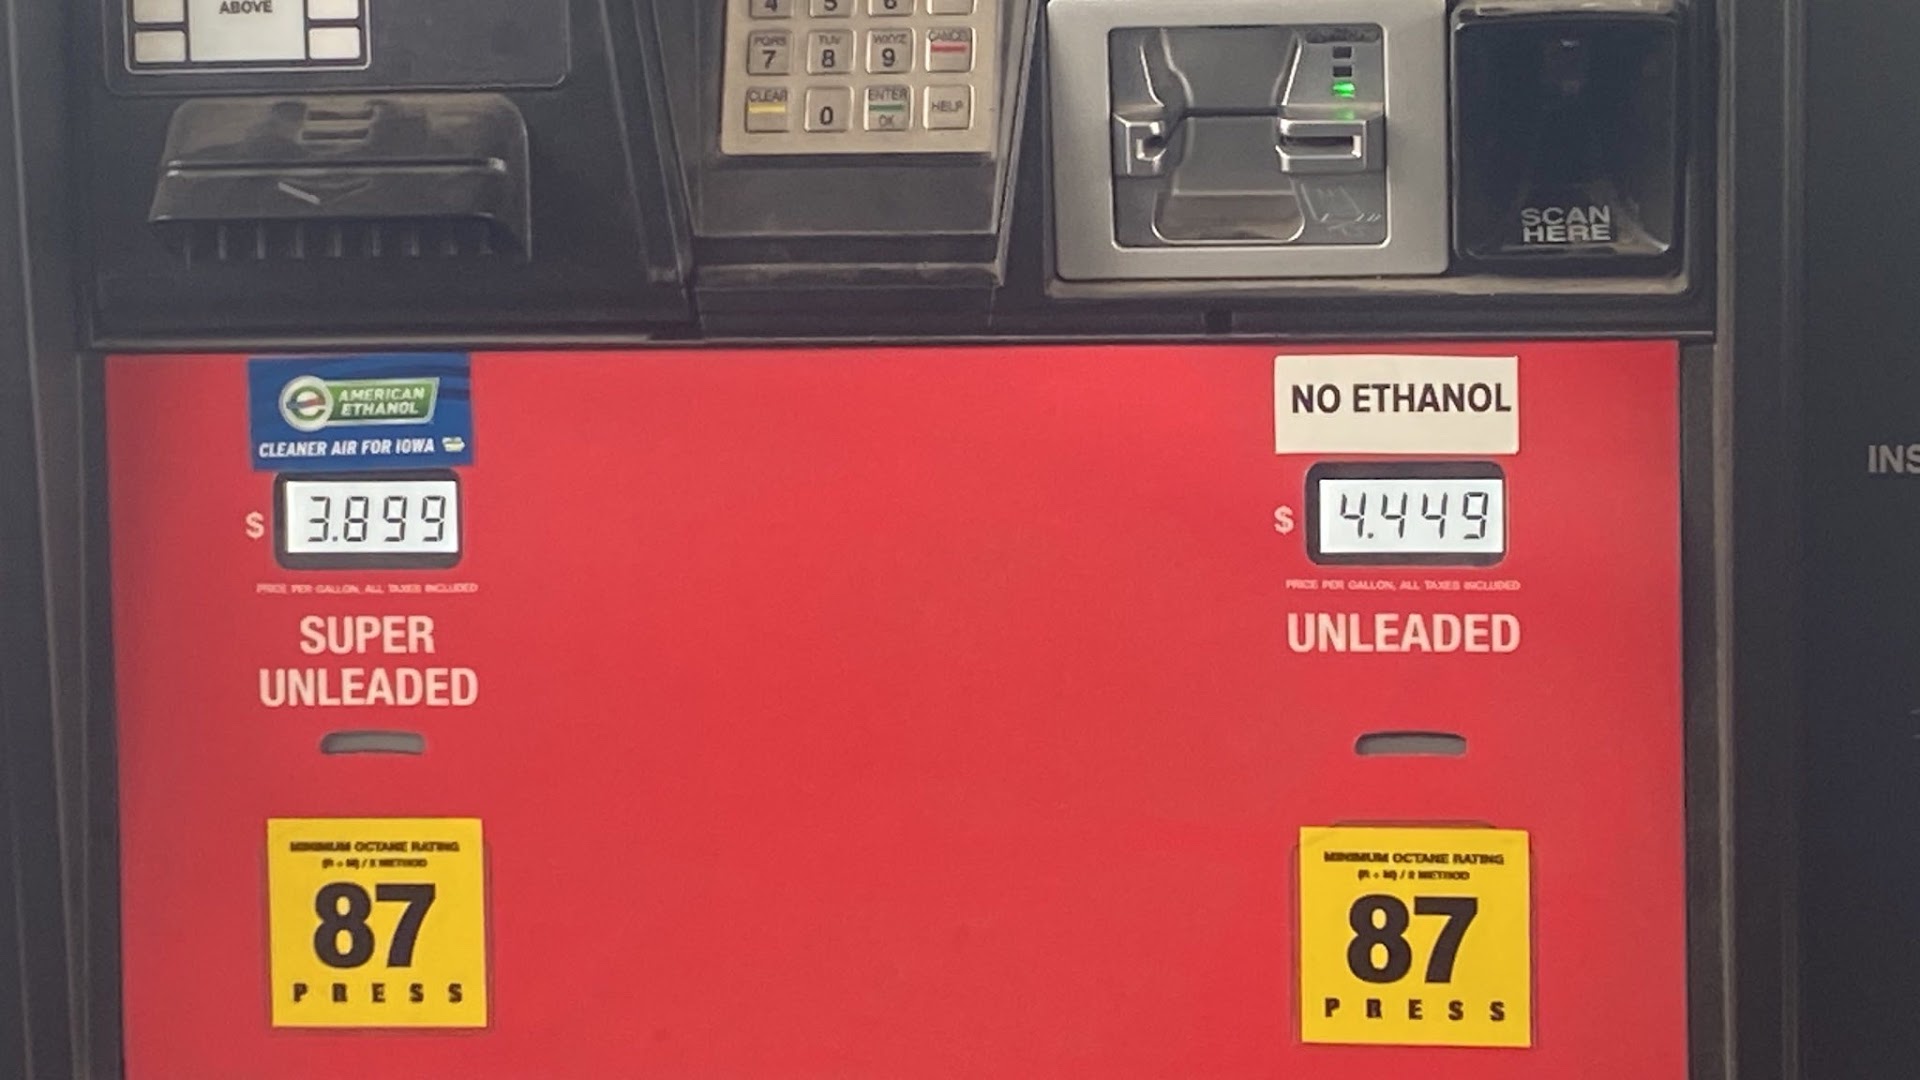 ABOVE
4 5 6
PQRS TUV WXYZ CANCEL
7 8 9
CLEAR ENTER HELP
0 OK
SCAN
HERE
AMERICAN
ETHANOL
CLEANER AIR FOR IOWA
$ 3.899
PRICE PER GALLON, ALL TAXES INCLUDED
SUPER
UNLEADED
MINIMUM OCTANE RATING
(R + M) / 2 METHOD
87
PRESS
NO ETHANOL
$ 4.449
PRICE PER GALLON, ALL TAXES INCLUDED
UNLEADED
MINIMUM OCTANE RATING
(R + M) / 2 METHOD
87
PRESS
INS